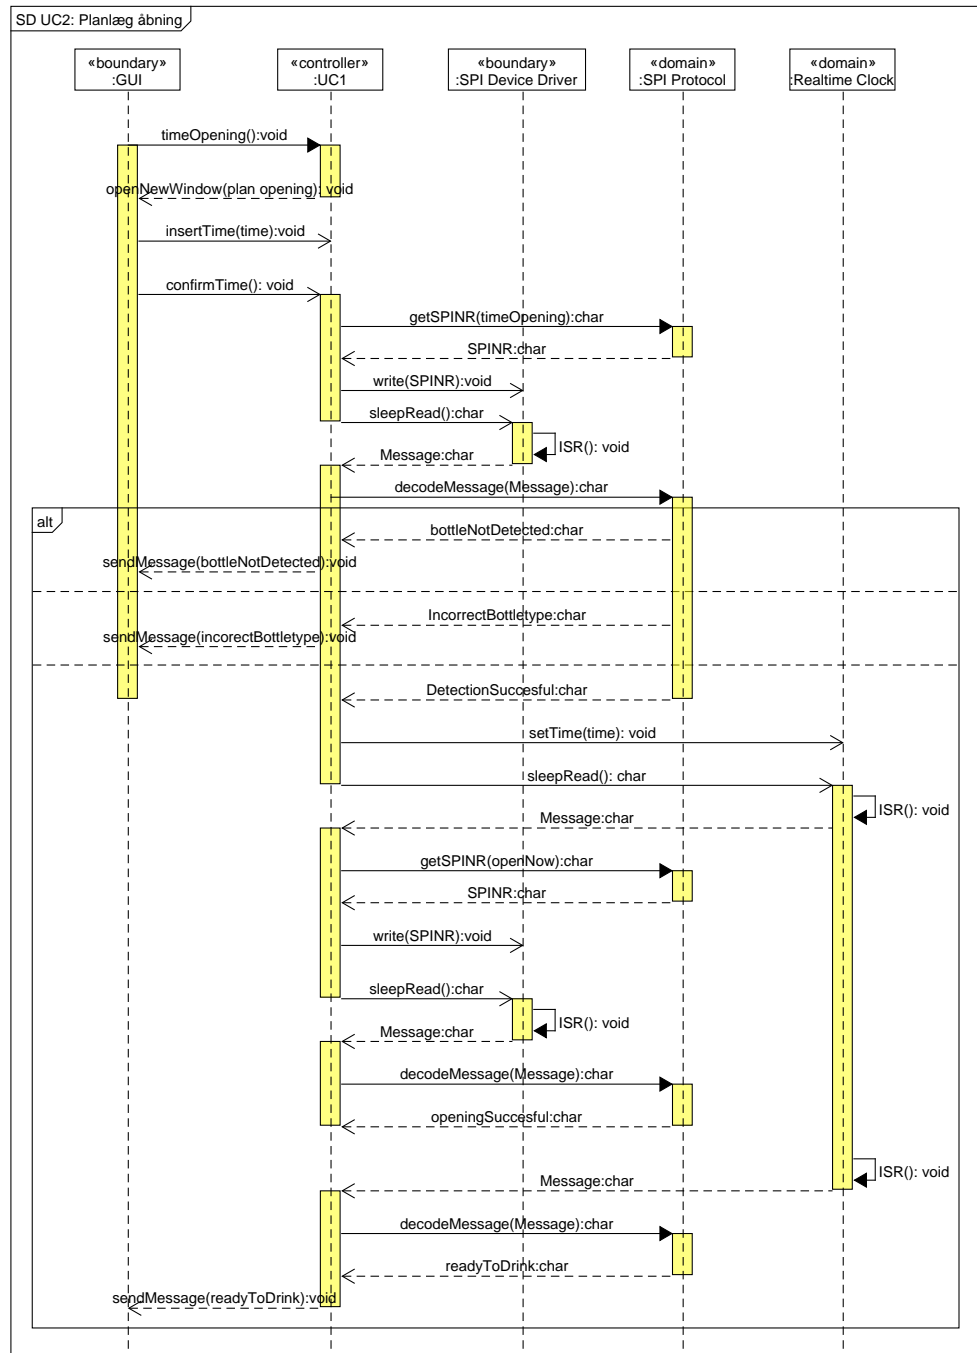 SD UC2: Planlæg åbning
«boundary»
:GUI
«controller»
:UC1
«boundary»
:SPI Device Driver
«domain»
:SPI Protocol
«domain»
:Realtime Clock
timeOpening():void
openNewWindow(plan opening): void
insertTime(time):void
confirmTime(): void
getSPINR(timeOpening):char
SPINR:char
write(SPINR):void
sleepRead():char
ISR(): void
Message:char
decodeMessage(Message):char
alt
bottleNotDetected:char
sendMessage(bottleNotDetected):void
IncorrectBottletype:char
sendMessage(incorectBottletype):void
DetectionSuccesful:char
setTime(time): void
sleepRead(): char
ISR(): void
Message:char
getSPINR(openNow):char
SPINR:char
write(SPINR):void
sleepRead():char
ISR(): void
Message:char
decodeMessage(Message):char
openingSuccesful:char
ISR(): void
Message:char
decodeMessage(Message):char
readyToDrink:char
sendMessage(readyToDrink):void